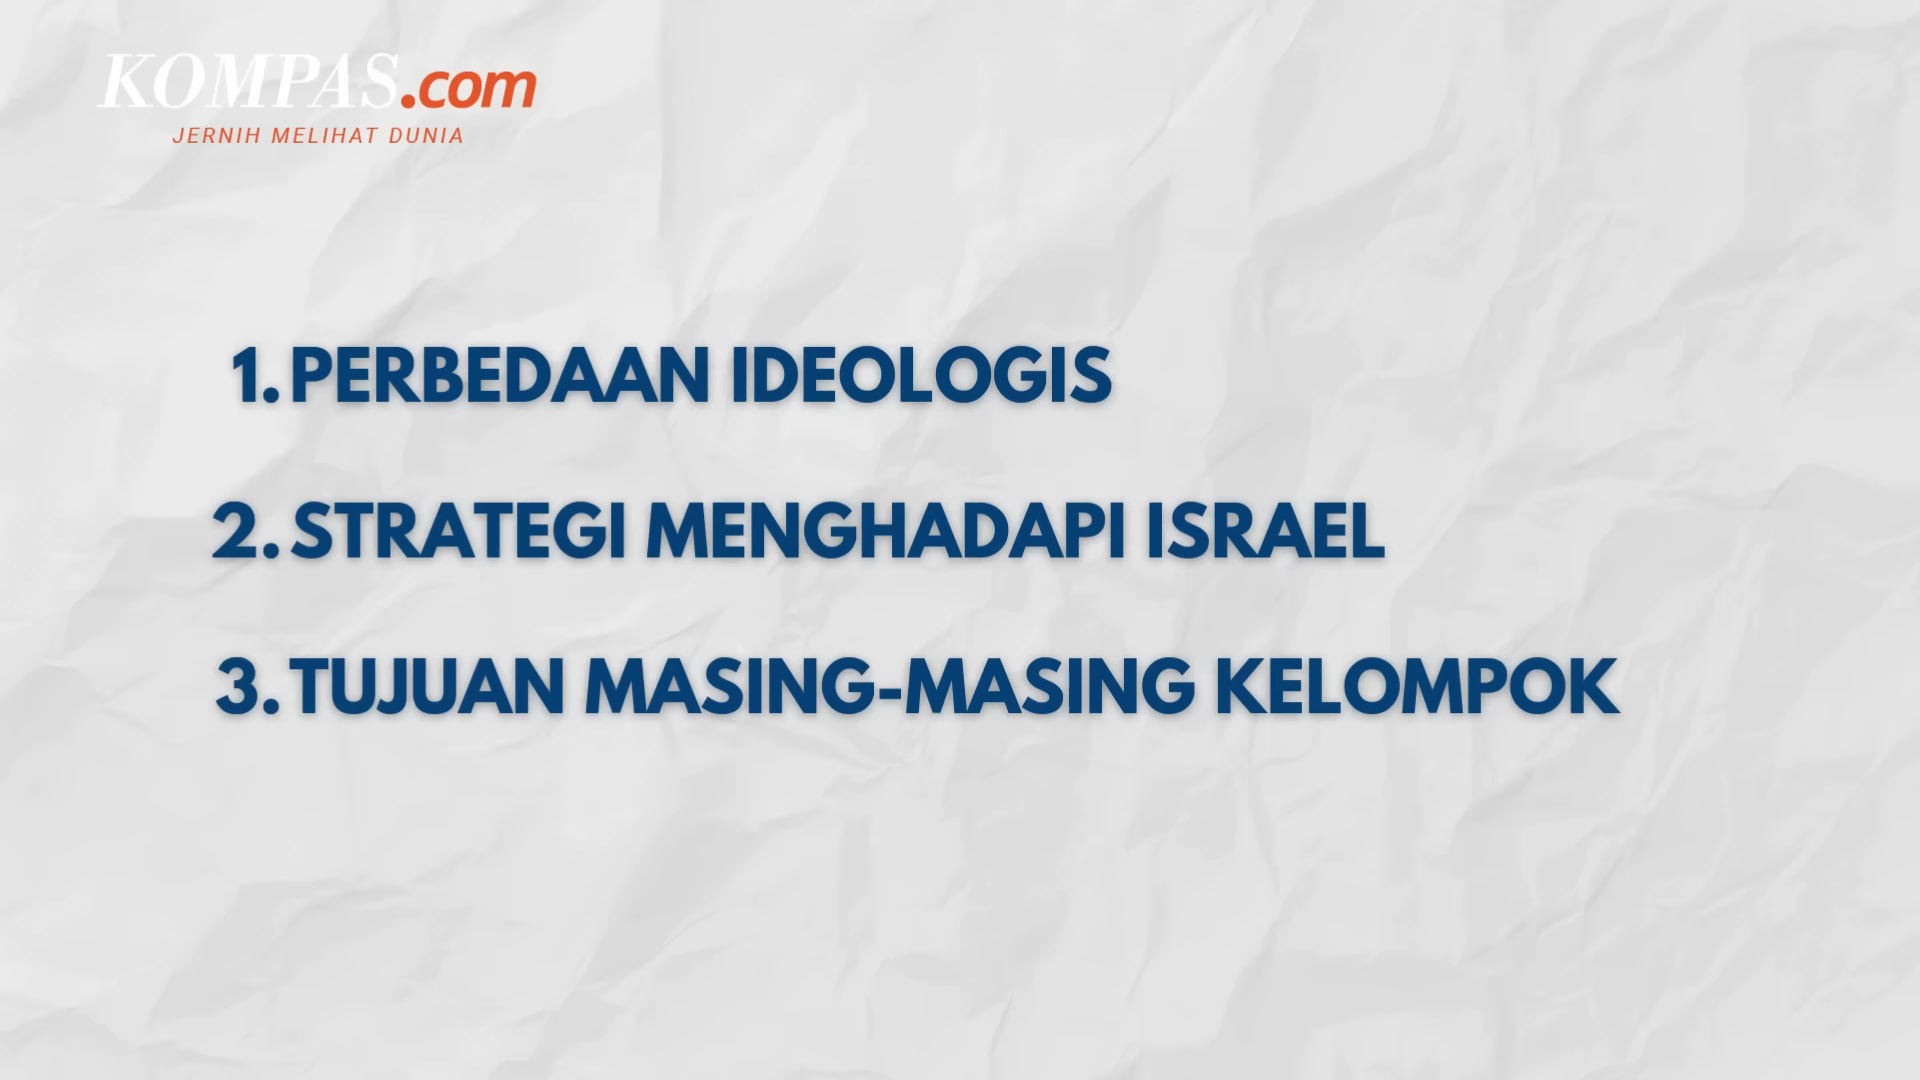 KOMPAS.com
JERNIH MELIHAT DUNIA
1. PERBEDAAN IDEOLOGIS
2. STRATEGI MENGHADAPI ISRAEL
3. TUJUAN MASING-MASING KELOMPOK